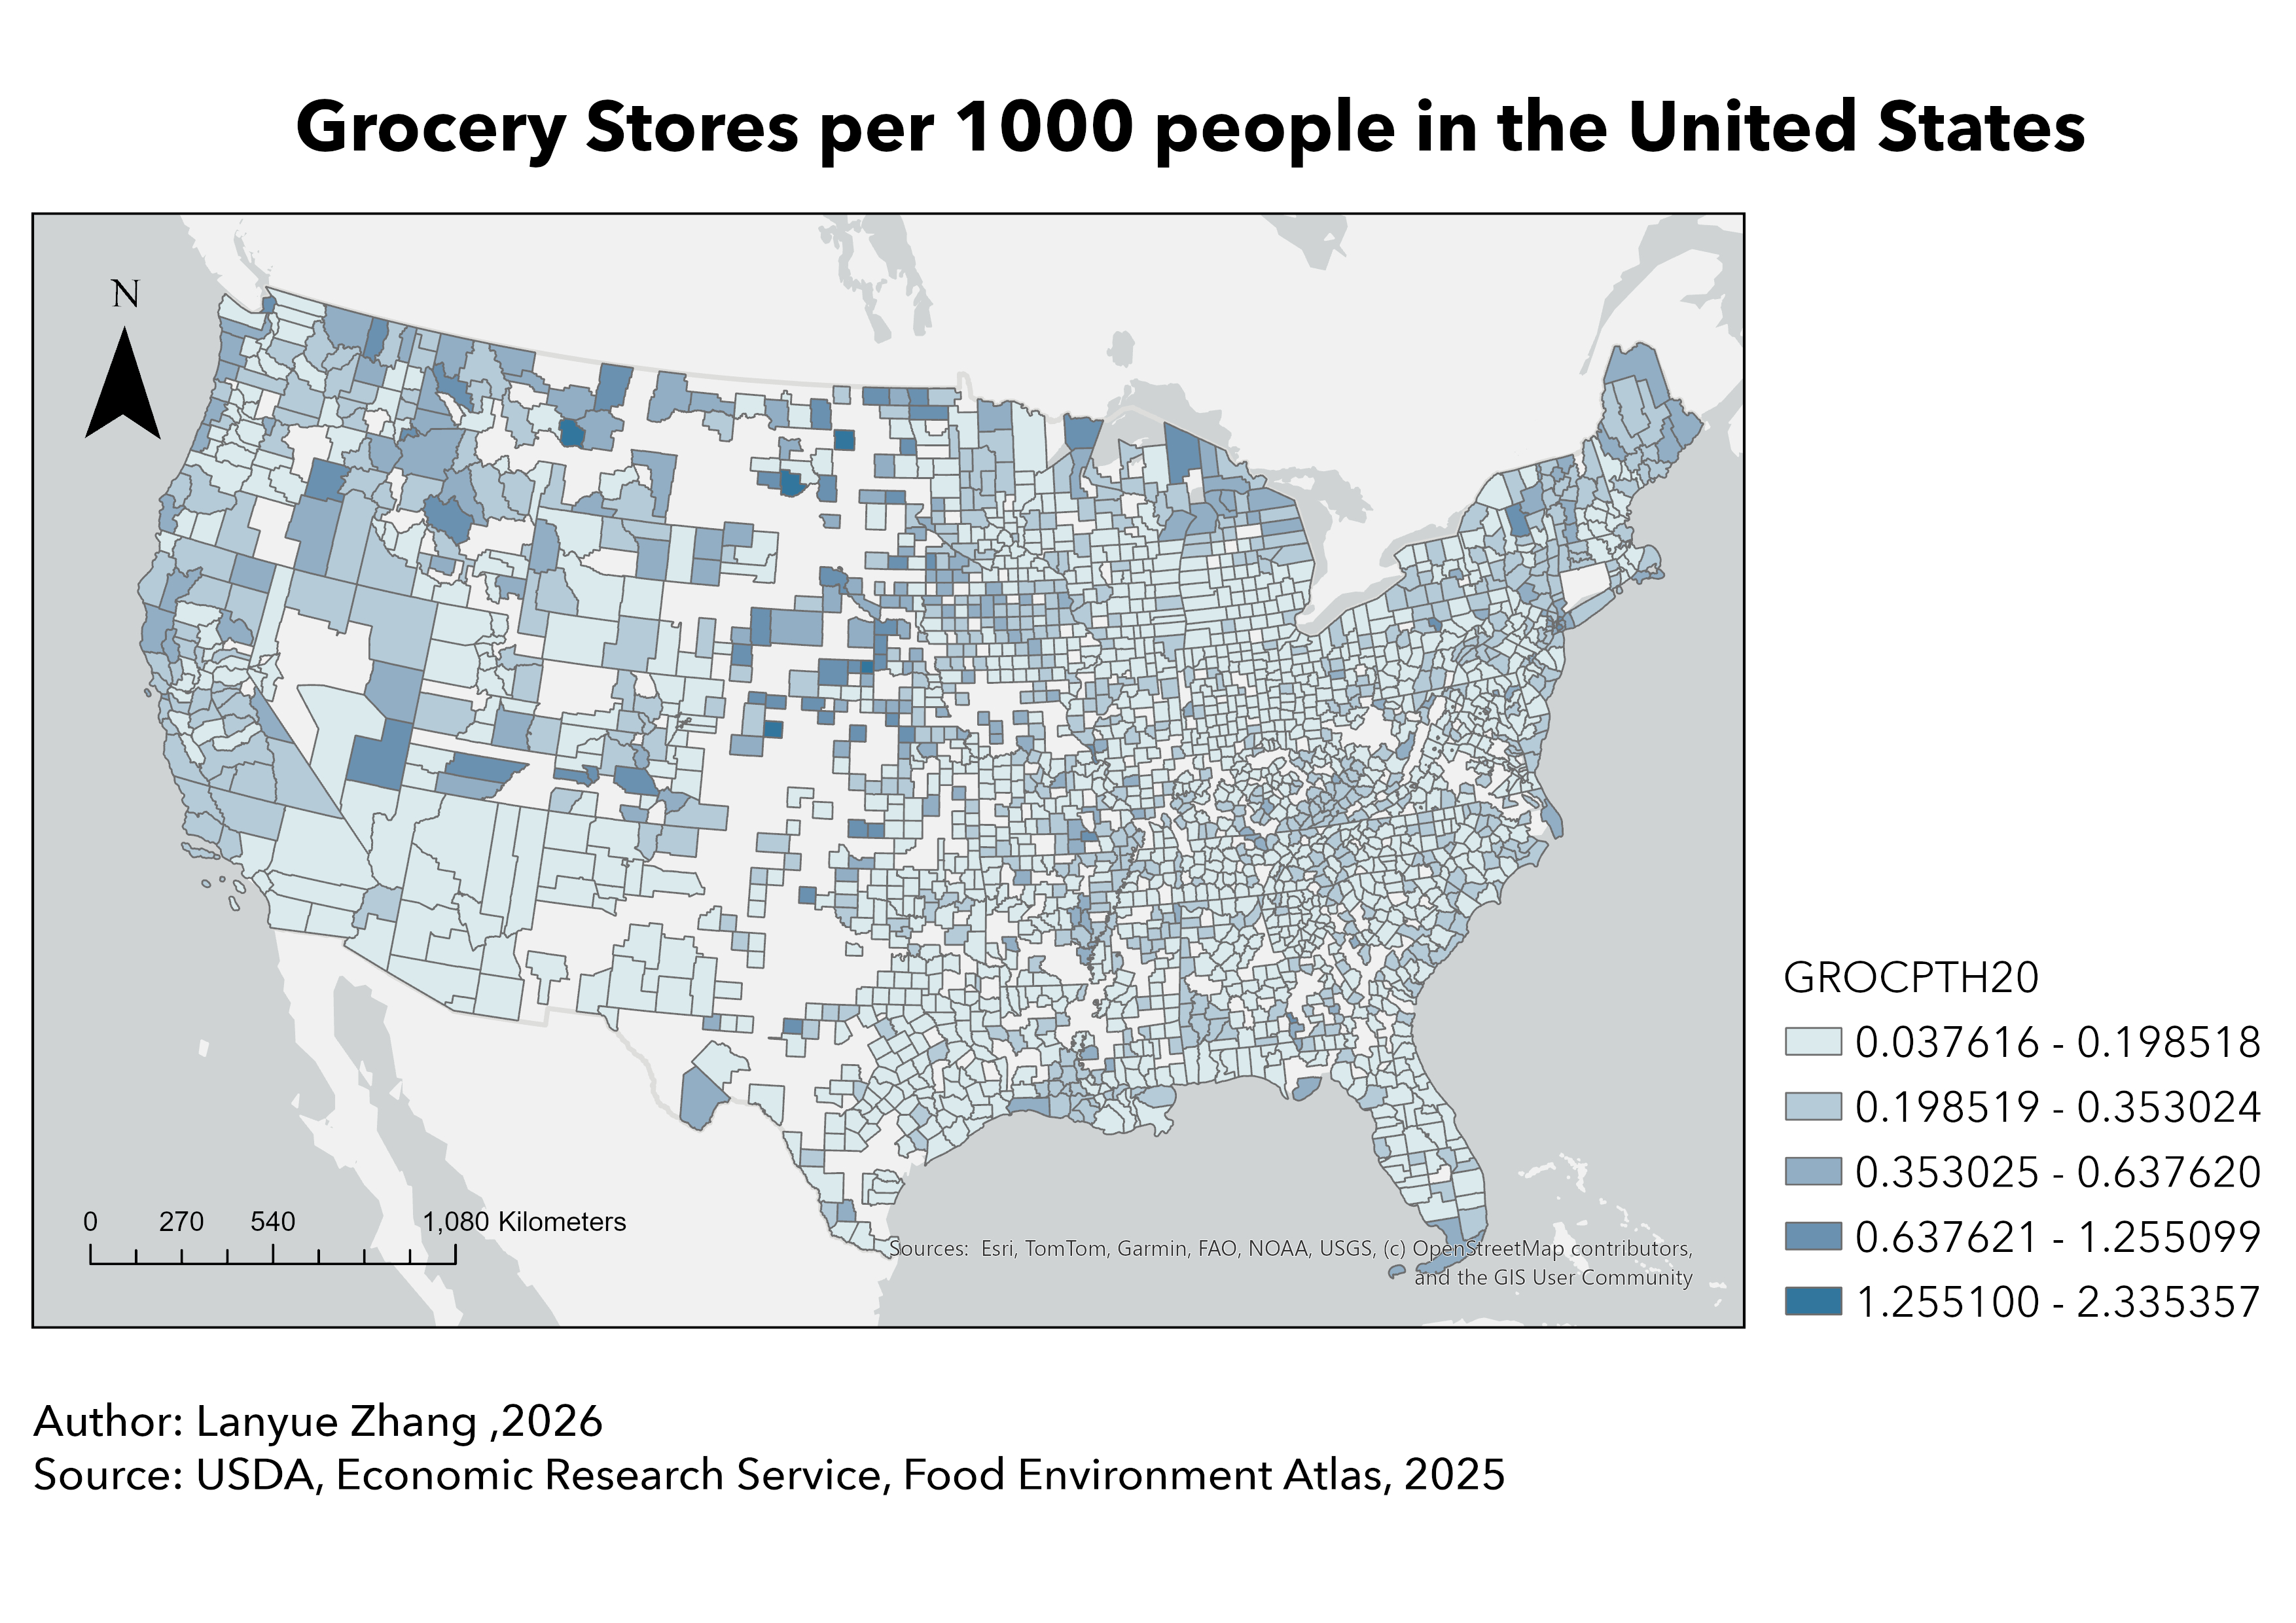 Grocery Stores per 1000 people in the United States
N
0 270 540 1,080 Kilometers
Sources: Esri, TomTom, Garmin, FAO, NOAA, USGS, (c) OpenStreetMap contributors,
and the GIS User Community
GROCPTH20
0.037616 - 0.198518
0.198519 - 0.353024
0.353025 - 0.637620
0.637621 - 1.255099
1.255100 - 2.335357
Author: Lanyue Zhang ,2026
Source: USDA, Economic Research Service, Food Environment Atlas, 2025